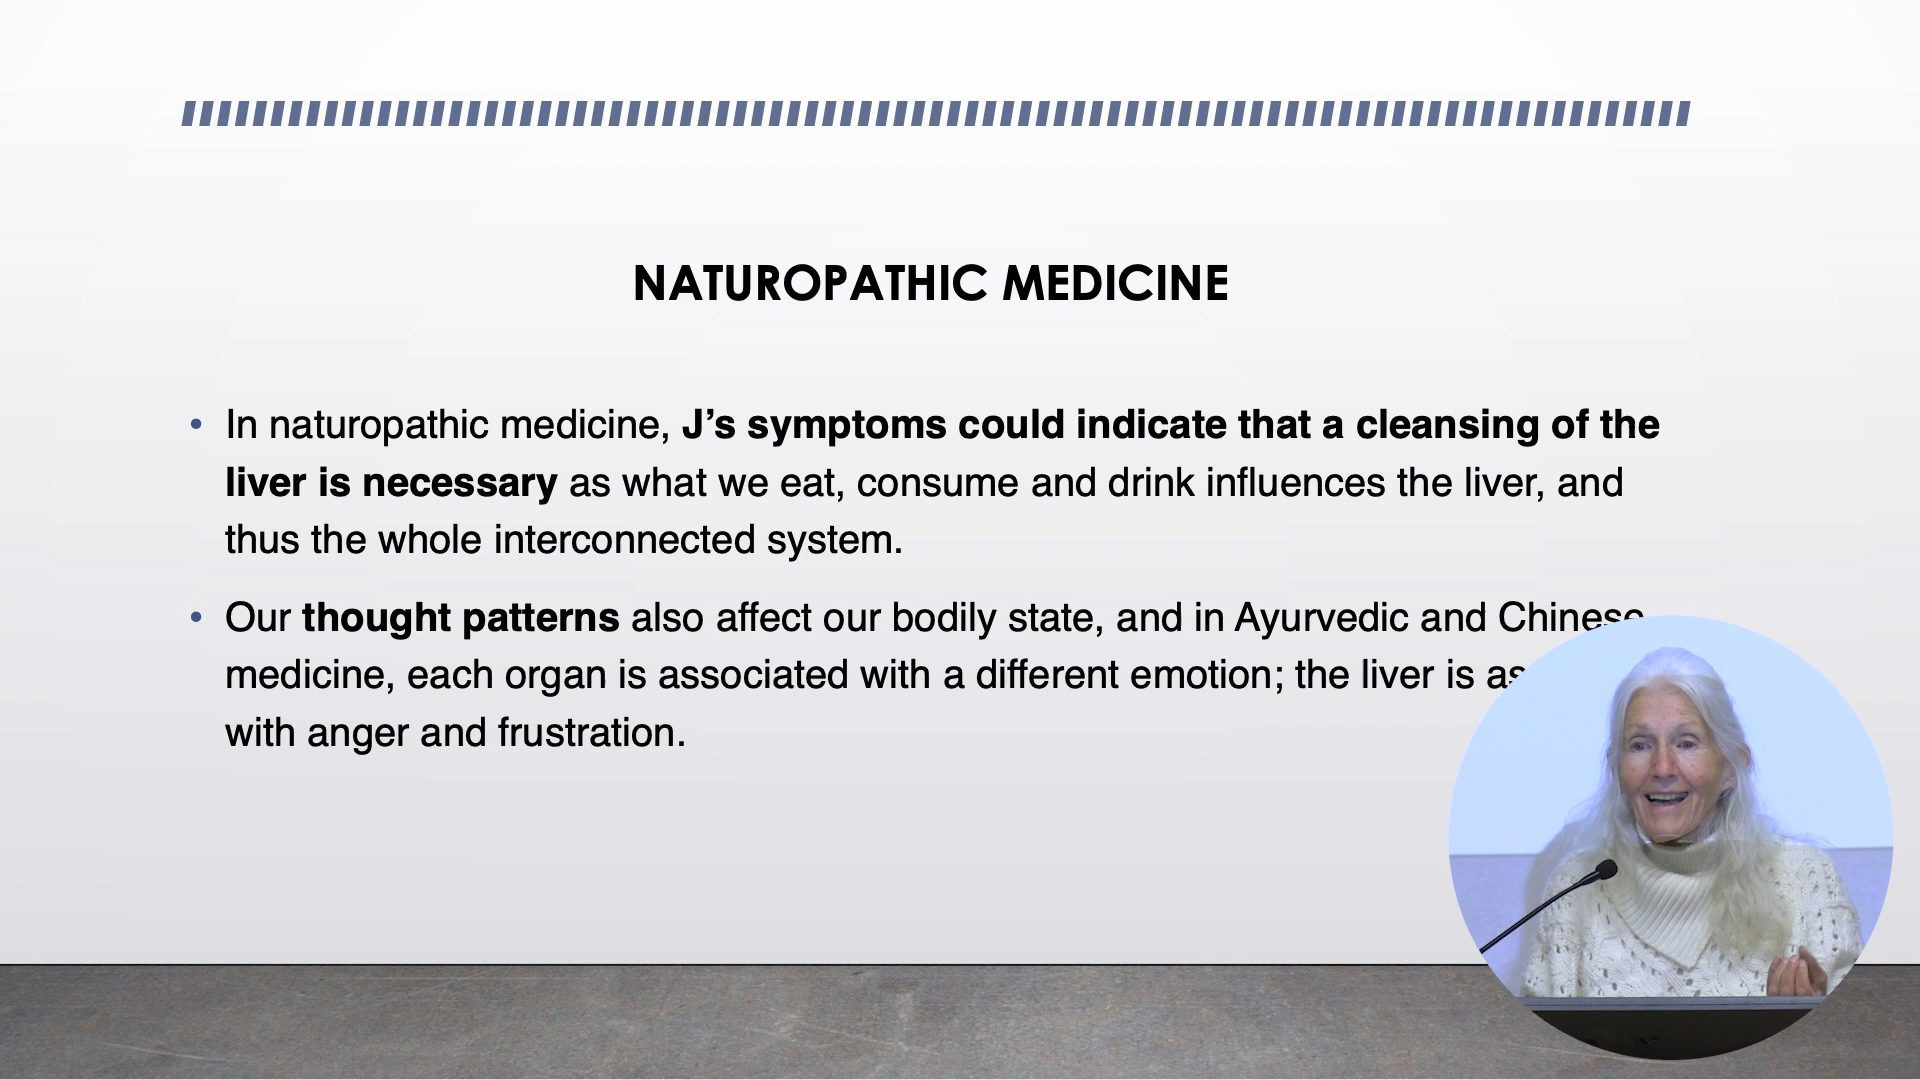 NATUROPATHIC MEDICINE
• In naturopathic medicine, J’s symptoms could indicate that a cleansing of the
liver is necessary as what we eat, consume and drink influences the liver, and
thus the whole interconnected system.
• Our thought patterns also affect our bodily state, and in Ayurvedic and Chinese
medicine, each organ is associated with a different emotion; the liver is
with anger and frustration.